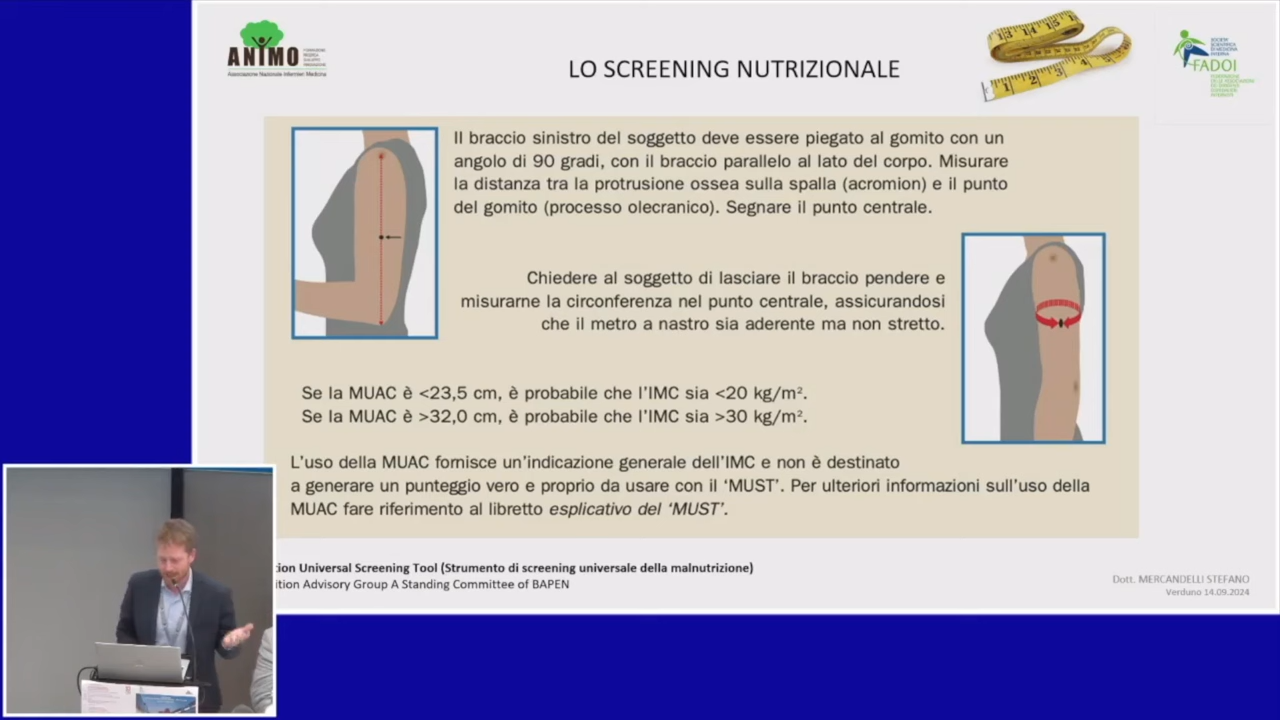 ANIMO
Associazione Nazionale Infermieri Medicina
LO SCREENING NUTRIZIONALE
FADOI
Il braccio sinistro del soggetto deve essere piegato al gomito con un
angolo di 90 gradi, con il braccio parallelo al lato del corpo. Misurare
la distanza tra la protrusione ossea sulla spalla (acromion) e il punto
del gomito (processo olecranico). Segnare il punto centrale.
Chiedere al soggetto di lasciare il braccio pendere e
misurarne la circonferenza nel punto centrale, assicurandosi
che il metro a nastro sia aderente ma non stretto.
Se la MUAC è <23,5 cm, è probabile che l'IMC sia <20 kg/m².
Se la MUAC è >32,0 cm, è probabile che l'IMC sia >30 kg/m².
L'uso della MUAC fornisce un'indicazione generale dell'IMC e non è destinato
a generare un punteggio vero e proprio da usare con il 'MUST'. Per ulteriori informazioni sull'uso della
MUAC fare riferimento al libretto esplicativo del 'MUST'.
tion Universal Screening Tool (Strumento di screening universale della malnutrizione)
ition Advisory Group A Standing Committee of BAPEN
Dott. MERCANDELLI STEFANO
Verduno 14.09.2024